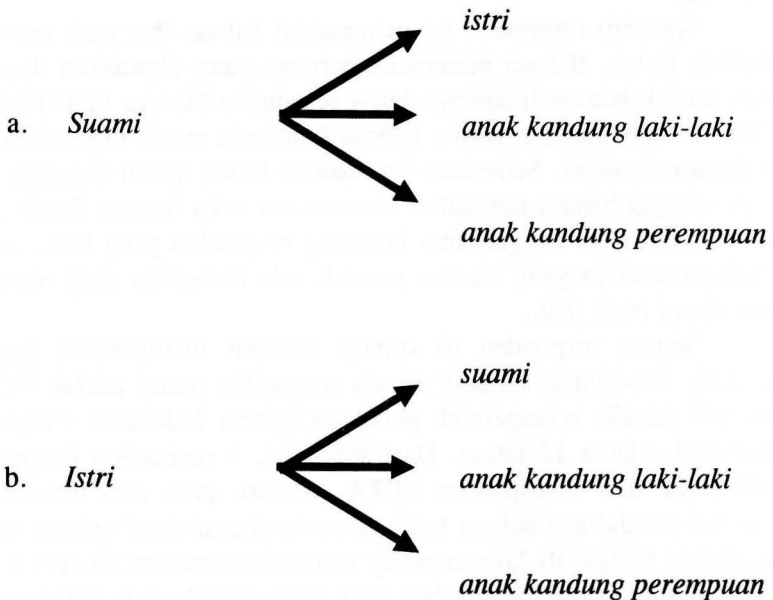 istri
a. Suami
anak kandung laki-laki
anak kandung perempuan
suami
b. Istri
anak kandung laki-laki
anak kandung perempuan